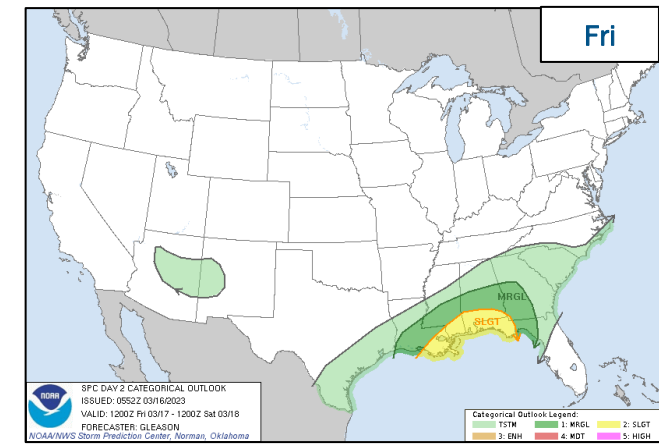 Fri
MRGL
SLGT
NOAA
SPC DAY 2 CATEGORICAL OUTLOOK
ISSUED: 0552Z 03/16/2023
VALID: 1200Z Fri 03/17 - 1200Z Sat 03/18
FORECASTER: GLEASON
NOAA/NWS Storm Prediction Center, Norman, Oklahoma
Categorical Outlook Legend:
TSTM 1: MRGL 2: SLGT
3: ENH 4: MDT 5: HIGH